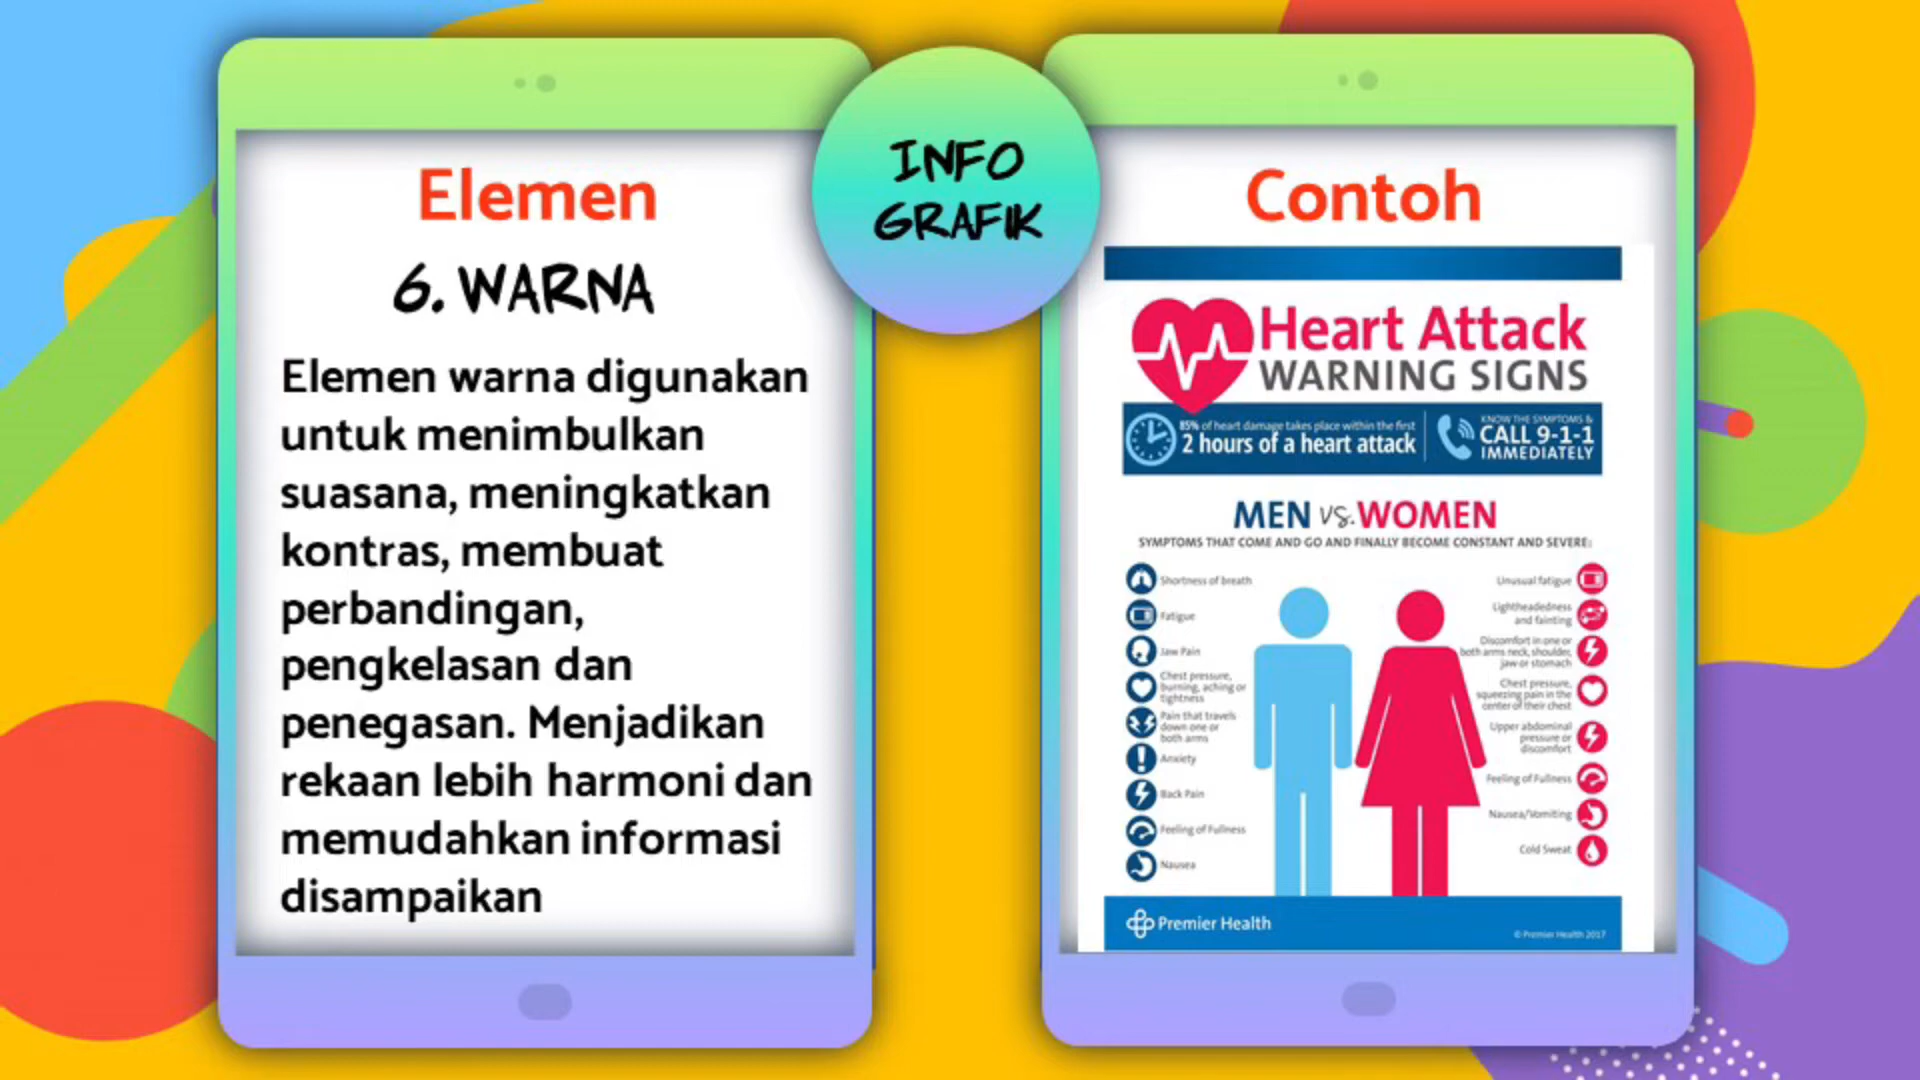 INFO
GRAFIK
Elemen
6. WARNA
Elemen warna digunakan
untuk menimbulkan
suasana, meningkatkan
kontras, membuat
perbandingan,
pengkelasan dan
penegasan. Menjadikan
rekaan lebih harmoni dan
memudahkan informasi
disampaikan
Contoh
Heart Attack
WARNING SIGNS
85% of heart damage takes place within the first
2 hours of a heart attack
KNOW THE SYMPTOMS &
CALL 9-1-1
IMMEDIATELY
MEN VS. WOMEN
SYMPTOMS THAT COME AND GO AND FINALLY BECOME CONSTANT AND SEVERE:
Shortness of breath
Fatigue
Jaw Pain
Chest pressure,
burning, aching or
tightness
Pain that travels
down one or
both arms
Anxiety
Back Pain
Feeling of Fullness
Nausea
Unusual fatigue
Lightheadedness
and fainting
Discomfort in one or
both arms neck, shoulder,
jaw or stomach
Chest pressure,
squeezing pain in the
center of their chest
Upper abdominal
pressure or
discomfort
Feeling of Fullness
Nausea/Vomiting
Cold Sweat
Premier Health
© Premier Health 2017